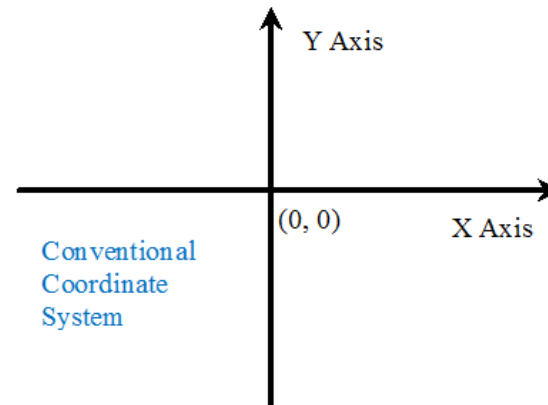 Y Axis
(0, 0)
X Axis
Conventional
Coordinate
System